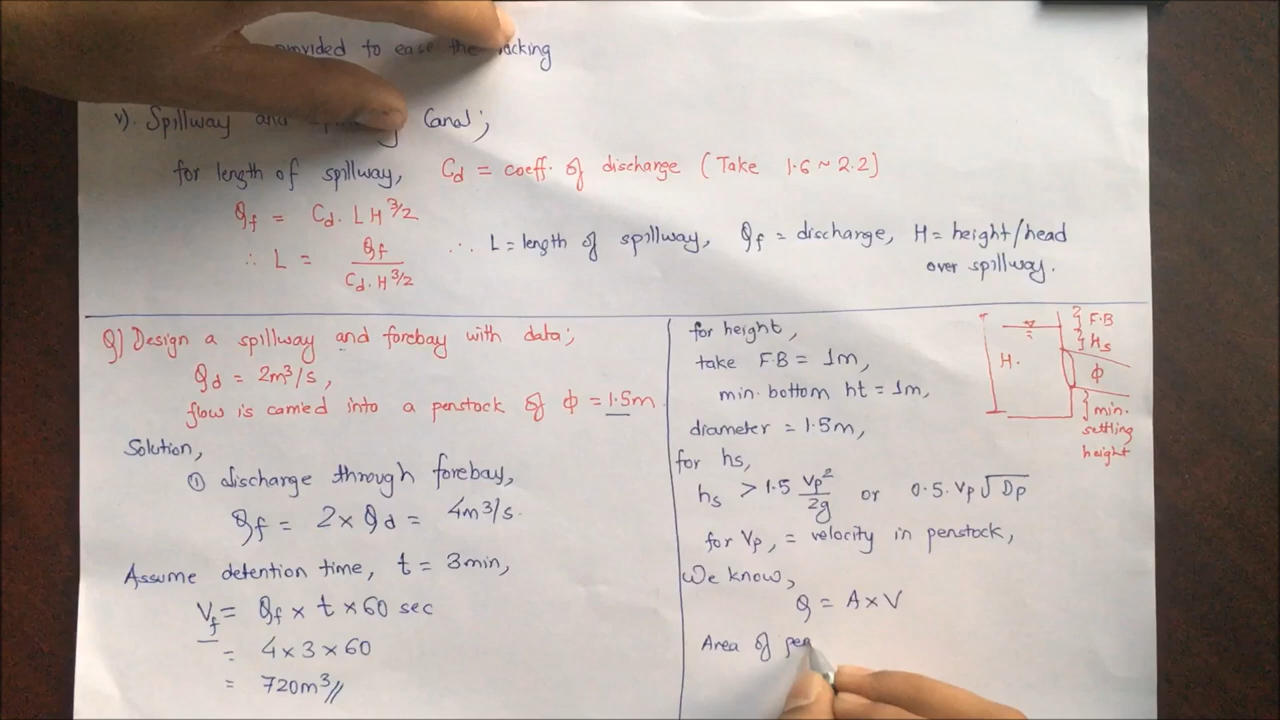 provided to ease the
v). Spillway and Canal;
for length of spillway, Cd = coeff. of discharge (Take 1.6 ~ 2.2)
Qf = Cd. L H^3/2
∴ L = Qf / Cd. H^3/2
∴ L = length of spillway, Qf = discharge, H = height/head
over spillway.
Q) Design a spillway and forebay with data;
Qd = 2m³/s,
flow is carried into a penstock of φ = 1.5m
Solution,
① discharge through forebay,
Qf = 2 x Qd = 4m³/s.
Assume detention time, t = 3min,
Vf = Qf x t x 60 sec
= 4 x 3 x 60
= 720m³//
for height,
take F.B = 1m,
min. bottom ht = 1m,
diameter = 1.5m,
for hs,
hs > 1.5 Vp²/2g or 0.5. Vp √Dp
for Vp, = velocity in penstock,
We know,
Q = A x V
Area of pen
H.
F.B
Hs
φ
min.
settling
height